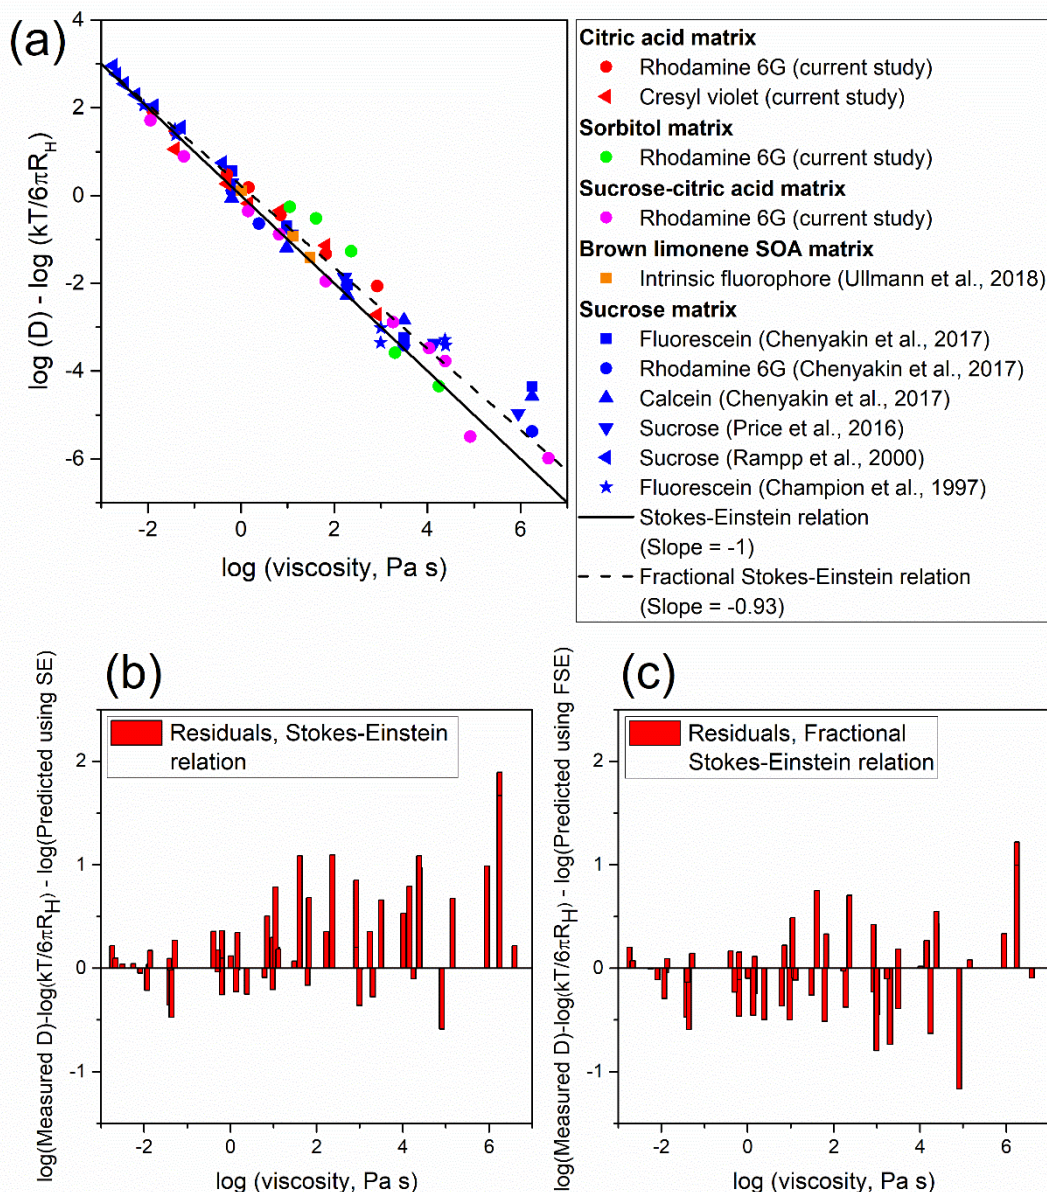 (a)
4
2
0
-2
-4
-6
-2
0
2
4
6
log (D) - log (kT/6πR_H)
log (viscosity, Pa s)
Citric acid matrix
Rhodamine 6G (current study)
Cresyl violet (current study)
Sorbitol matrix
Rhodamine 6G (current study)
Sucrose-citric acid matrix
Rhodamine 6G (current study)
Brown limonene SOA matrix
Intrinsic fluorophore (Ullmann et al., 2018)
Sucrose matrix
Fluorescein (Chenyakin et al., 2017)
Rhodamine 6G (Chenyakin et al., 2017)
Calcein (Chenyakin et al., 2017)
Sucrose (Price et al., 2016)
Sucrose (Rampp et al., 2000)
Fluorescein (Champion et al., 1997)
Stokes-Einstein relation
(Slope = -1)
Fractional Stokes-Einstein relation
(Slope = -0.93)
(b)
log(Measured D)-log(kT/6πR_H) - log(Predicted using SE)
Residuals, Stokes-Einstein
relation
2
1
0
-1
-2
0
2
4
6
log (viscosity, Pa s)
(c)
log(Measured D)-log(kT/6πR_H) - log(Predicted using FSE)
Residuals, Fractional
Stokes-Einstein relation
2
1
0
-1
-2
0
2
4
6
log (viscosity, Pa s)